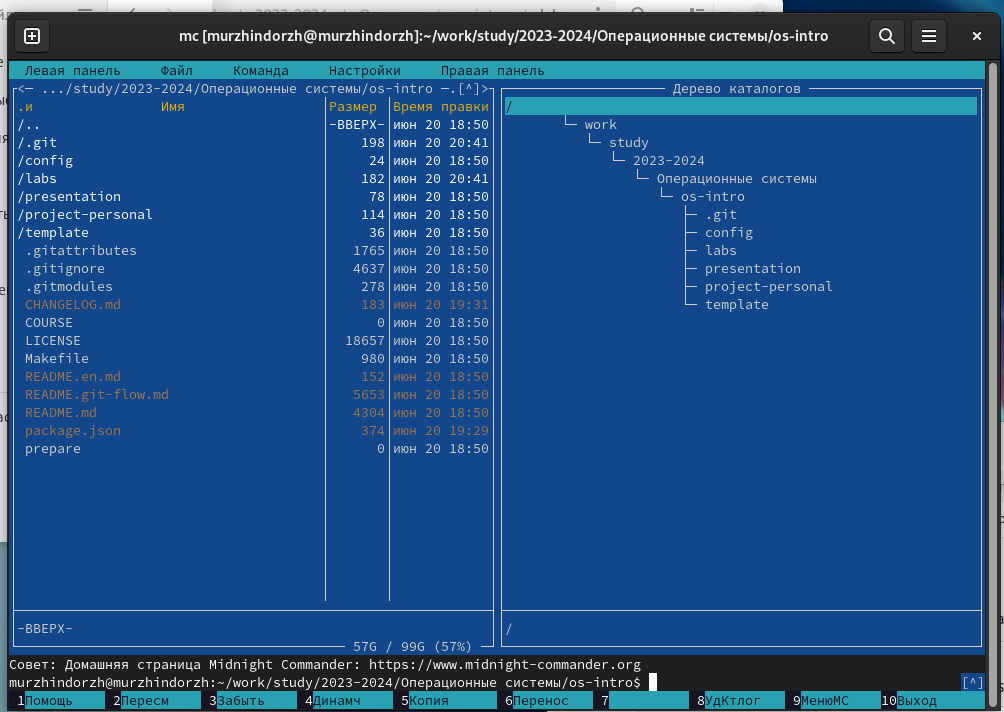 mc [murzhindorzh@murzhindorzh]:~/work/study/2023-2024/Операционные системы/os-intro
Левая панель Файл Команда Настройки Правая панель
<— .../study/2023-2024/Операционные системы/os-intro —.[^]> Дерево каталогов
.и Имя Размер Время правки /
/.. -ВВЕРХ- июн 20 18:50 work
/.git 198 июн 20 20:41 study
/config 24 июн 20 18:50 2023-2024
/labs 182 июн 20 20:41 Операционные системы
/presentation 78 июн 20 18:50 os-intro
/project-personal 114 июн 20 18:50 .git
/template 36 июн 20 18:50 config
.gitattributes 1765 июн 20 18:50 labs
.gitignore 4637 июн 20 18:50 presentation
.gitmodules 278 июн 20 18:50 project-personal
CHANGELOG.md 183 июн 20 19:31 template
COURSE 0 июн 20 18:50
LICENSE 18657 июн 20 18:50
Makefile 980 июн 20 18:50
README.en.md 152 июн 20 18:50
README.git-flow.md 5653 июн 20 18:50
README.md 4304 июн 20 18:50
package.json 374 июн 20 19:29
prepare 0 июн 20 18:50
-ВВЕРХ- /
57G / 99G (57%)
Совет: Домашняя страница Midnight Commander: https://www.midnight-commander.org
murzhindorzh@murzhindorzh:~/work/study/2023-2024/Операционные системы/os-intro$ [^]
1Помощь 2Пересм 3Забыть 4Динамч 5Копия 6Перенос 7 8УдКтлог 9МенюМС 10Выход